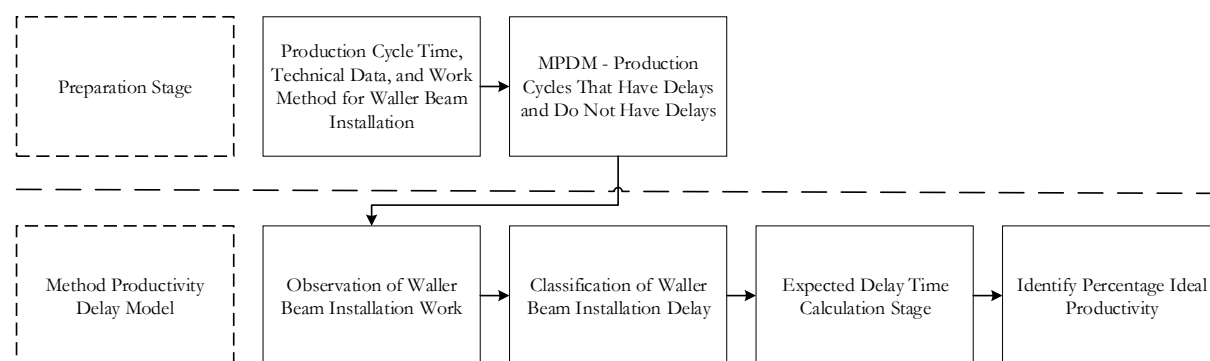 Preparation Stage
Production Cycle Time,
Technical Data, and Work
Method for Waller Beam
Installation
MPDM - Production
Cycles That Have Delays
and Do Not Have Delays
Method Productivity
Delay Model
Observation of Waller
Beam Installation Work
Classification of Waller
Beam Installation Delay
Expected Delay Time
Calculation Stage
Identify Percentage Ideal
Productivity